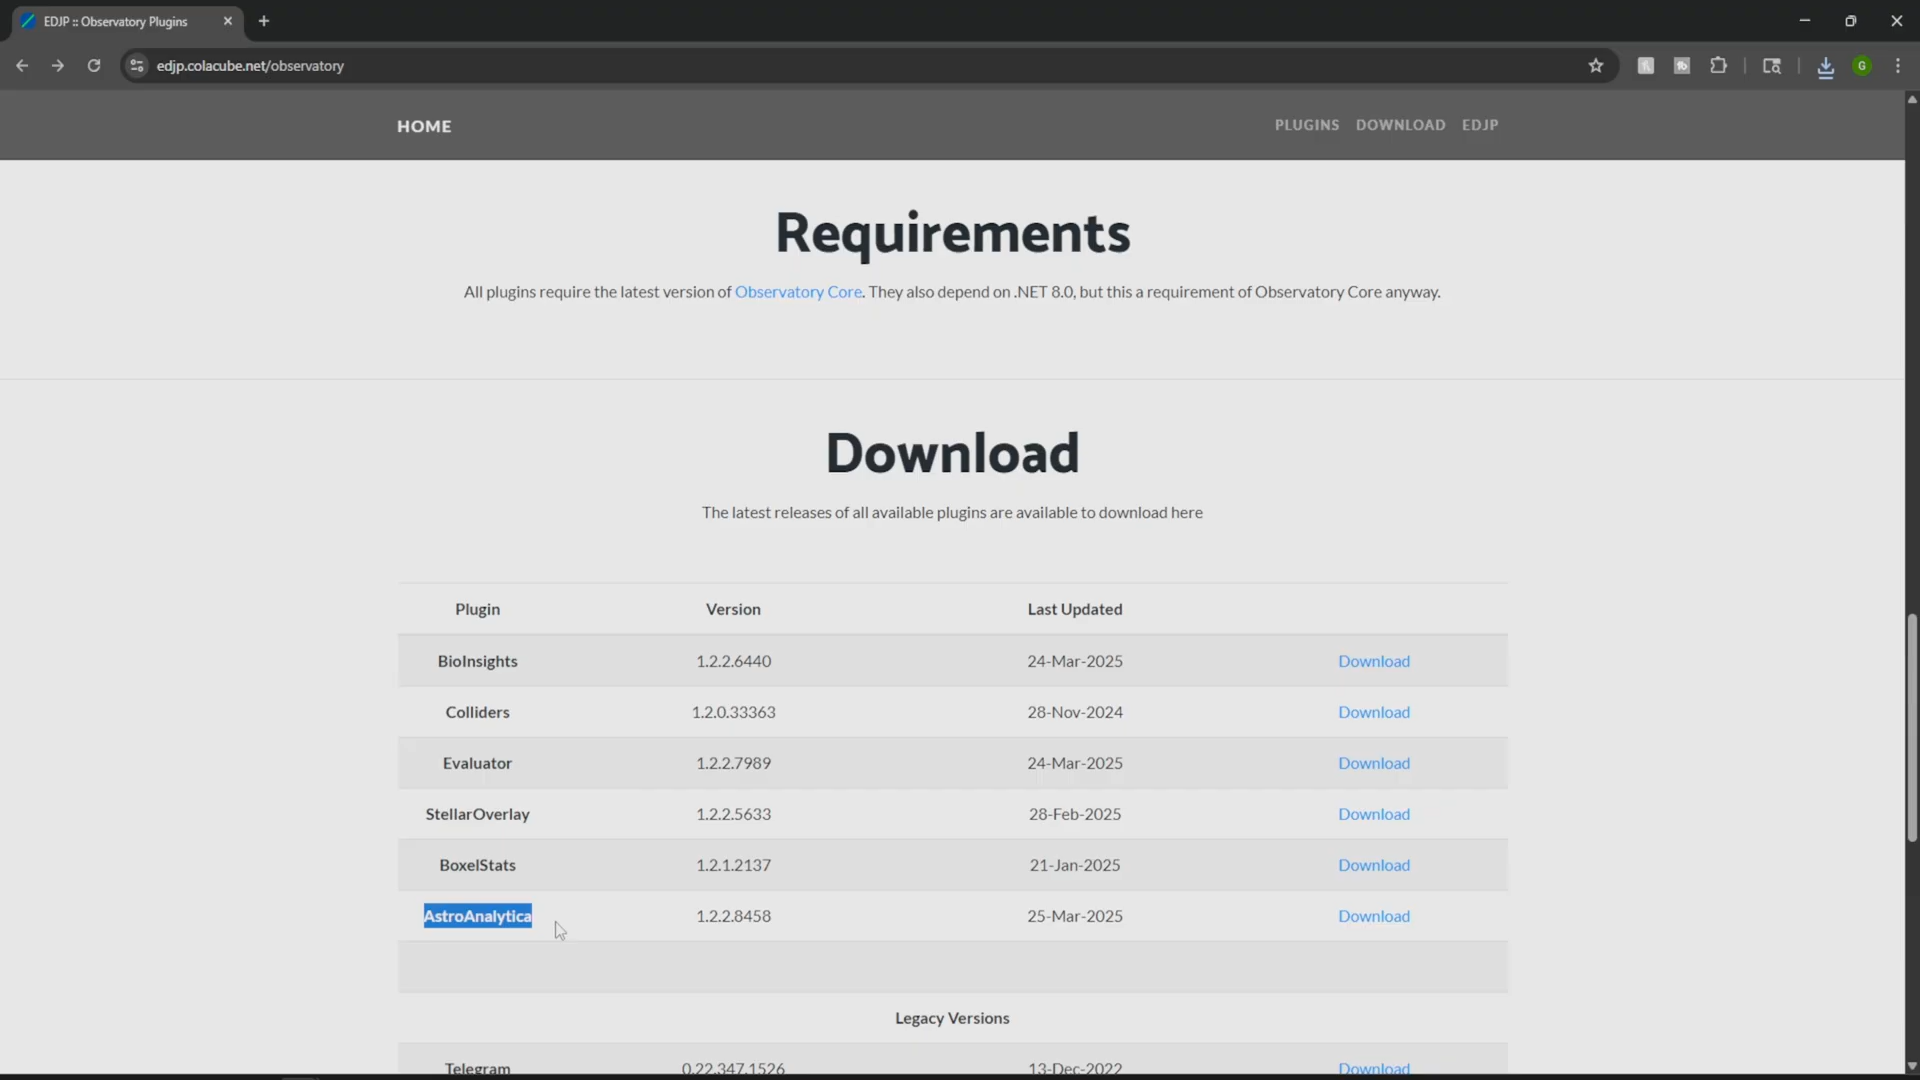 EDJP :: Observatory Plugins
edjp.colacube.net/observatory
G
HOME
PLUGINS DOWNLOAD EDJP
Requirements
All plugins require the latest version of Observatory Core. They also depend on .NET 8.0, but this a requirement of Observatory Core anyway.
Download
The latest releases of all available plugins are available to download here
Plugin Version Last Updated
BioInsights 1.2.2.6440 24-Mar-2025 Download
Colliders 1.2.0.33363 28-Nov-2024 Download
Evaluator 1.2.2.7989 24-Mar-2025 Download
StellarOverlay 1.2.2.5633 28-Feb-2025 Download
BoxelStats 1.2.1.2137 21-Jan-2025 Download
AstroAnalytica 1.2.2.8458 25-Mar-2025 Download
Legacy Versions
Telegram 0.22.347.1526 13-Dec-2022 Download